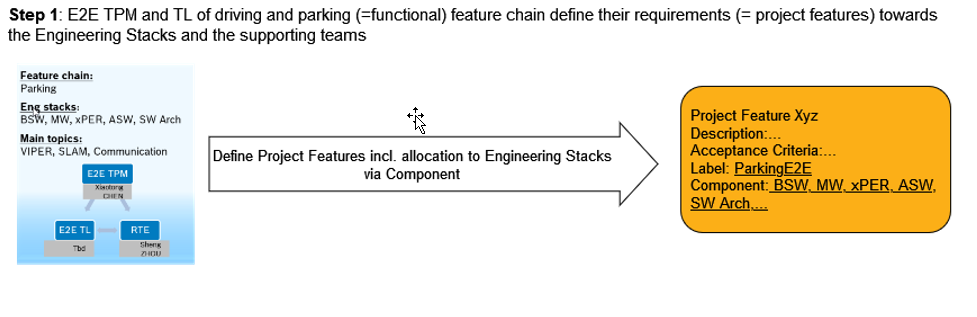 Step 1: E2E TPM and TL of driving and parking (=functional) feature chain define their requirements (= project features) towards
the Engineering Stacks and the supporting teams
Feature chain:
Parking
Eng stacks:
BSW, MW, xPER, ASW, SW Arch
Main topics:
VIPER, SLAM, Communication
E2E TPM
Xiaotong
CHEN
E2E TL
Tbd
RTE
Sheng
ZHOU
Define Project Features incl. allocation to Engineering Stacks
via Component
Project Feature Xyz
Description:...
Acceptance Criteria:...
Label: ParkingE2E
Component: BSW, MW, xPER, ASW,
SW Arch,...